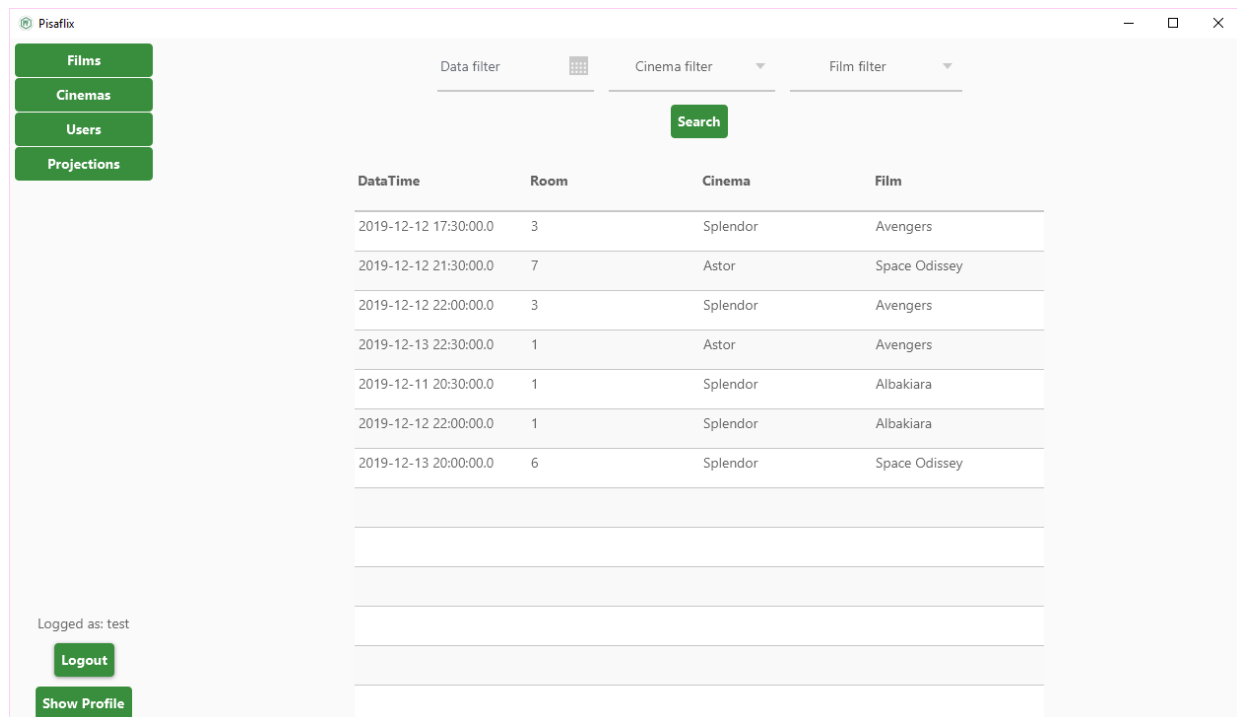 Pisaflix
Films
Cinemas
Users
Projections
Data filter Cinema filter Film filter
Search
DataTime Room Cinema Film
2019-12-12 17:30:00.0 3 Splendor Avengers
2019-12-12 21:30:00.0 7 Astor Space Odissey
2019-12-12 22:00:00.0 3 Splendor Avengers
2019-12-13 22:30:00.0 1 Astor Avengers
2019-12-11 20:30:00.0 1 Splendor Albakiara
2019-12-12 22:00:00.0 1 Splendor Albakiara
2019-12-13 20:00:00.0 6 Splendor Space Odissey
Logged as: test
Logout
Show Profile